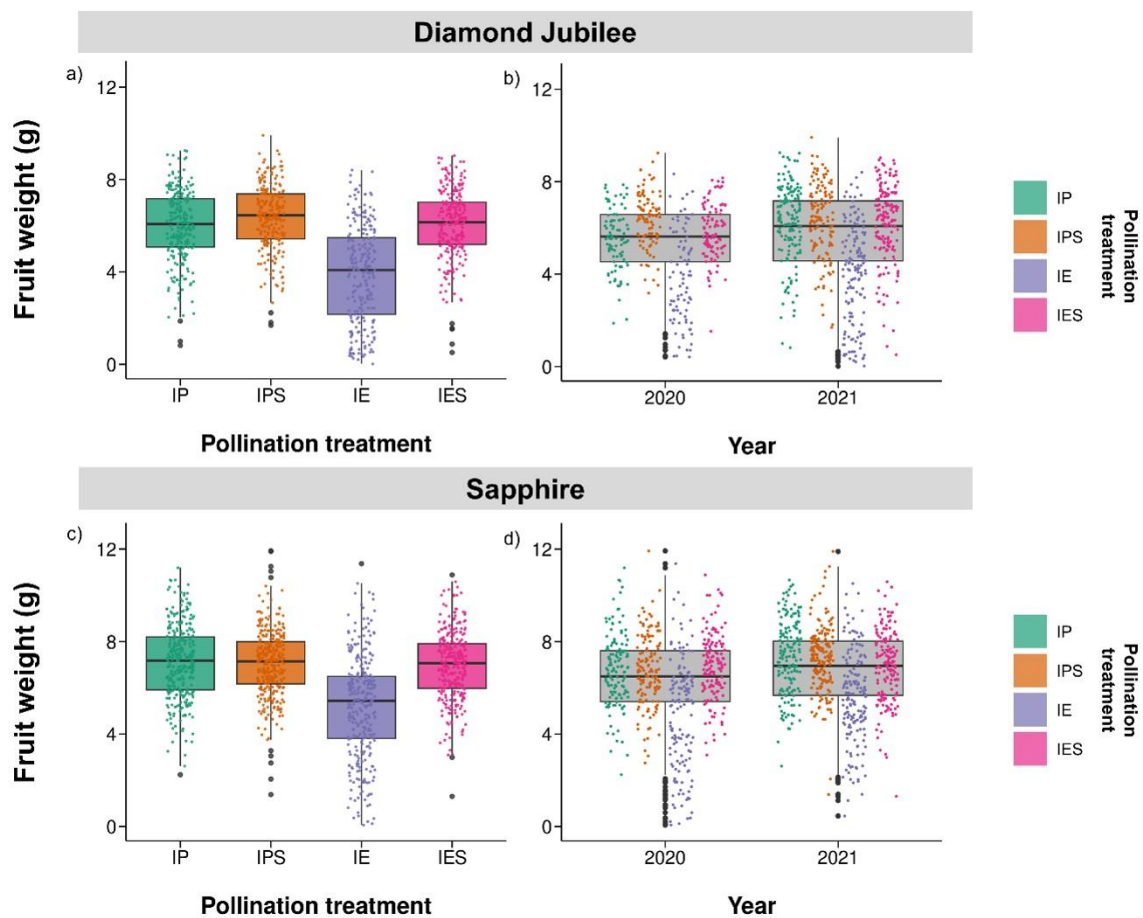 Diamond Jubilee
a)
b)
Fruit weight (g)
12
8
4
0
IP
IPS
IE
IES
Pollination treatment
12
8
4
0
2020
2021
Year
IP
IPS
IE
IES
Pollination
treatment
Sapphire
c)
d)
Fruit weight (g)
12
8
4
0
IP
IPS
IE
IES
Pollination treatment
12
8
4
0
2020
2021
Year
IP
IPS
IE
IES
Pollination
treatment